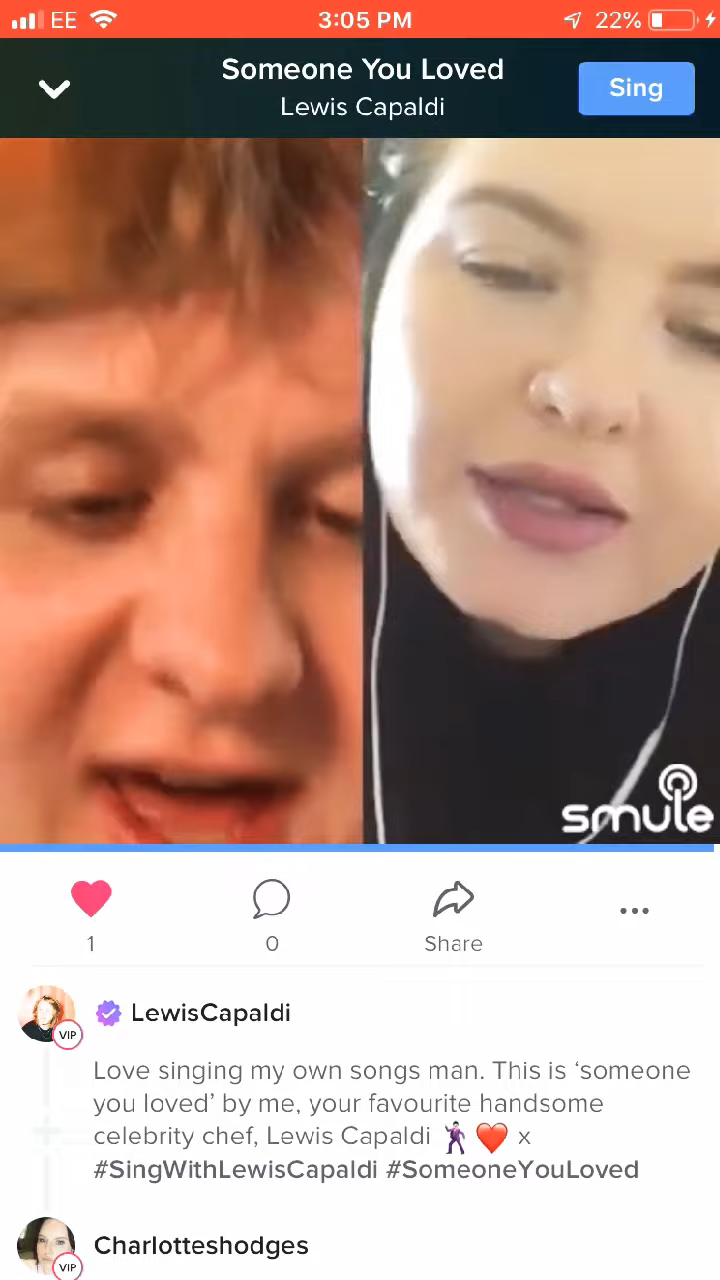 EE 3:05 PM 22%
Someone You Loved
Lewis Capaldi
Sing
smule
1 0 Share
LewisCapaldi
VIP
Love singing my own songs man. This is ‘someone
you loved’ by me, your favourite handsome
celebrity chef, Lewis Capaldi 🕺 ❤️ x
#SingWithLewisCapaldi #SomeoneYouLoved
Charlotteshodges
VIP